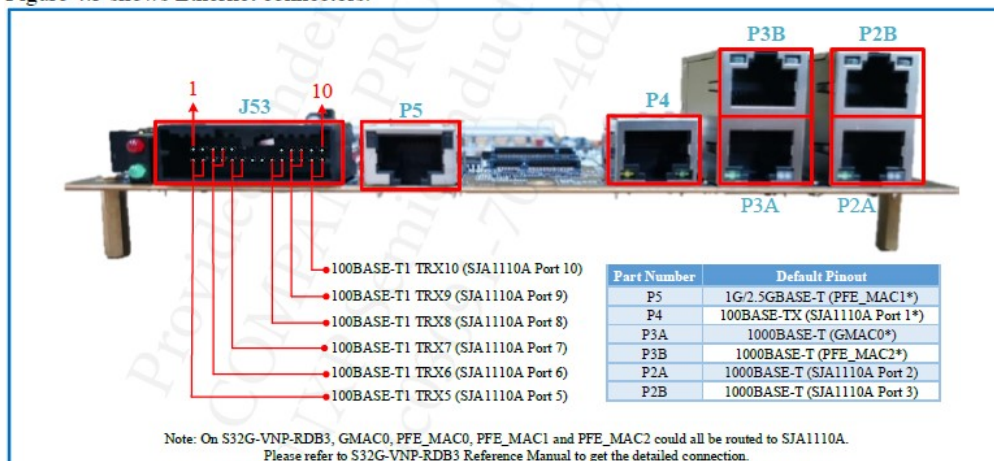 P3B P2B
1 10
J53 P5 P4
P3A P2A
100BASE-T1 TRX10 (SJA1110A Port 10)
100BASE-T1 TRX9 (SJA1110A Port 9)
100BASE-T1 TRX8 (SJA1110A Port 8)
100BASE-T1 TRX7 (SJA1110A Port 7)
100BASE-T1 TRX6 (SJA1110A Port 6)
100BASE-T1 TRX5 (SJA1110A Port 5)
Part Number Default Pinout
P5 1G/2.5GBASE-T (PFE_MAC1*)
P4 100BASE-TX (SJA1110A Port 1*)
P3A 1000BASE-T (GMAC0*)
P3B 1000BASE-T (PFE_MAC2*)
P2A 1000BASE-T (SJA1110A Port 2)
P2B 1000BASE-T (SJA1110A Port 3)
Note: On S32G-VNP-RDB3, GMAC0, PFE_MAC0, PFE_MAC1 and PFE_MAC2 could all be routed to SJA1110A.
Please refer to S32G-VNP-RDB3 Reference Manual to get the detailed connection.